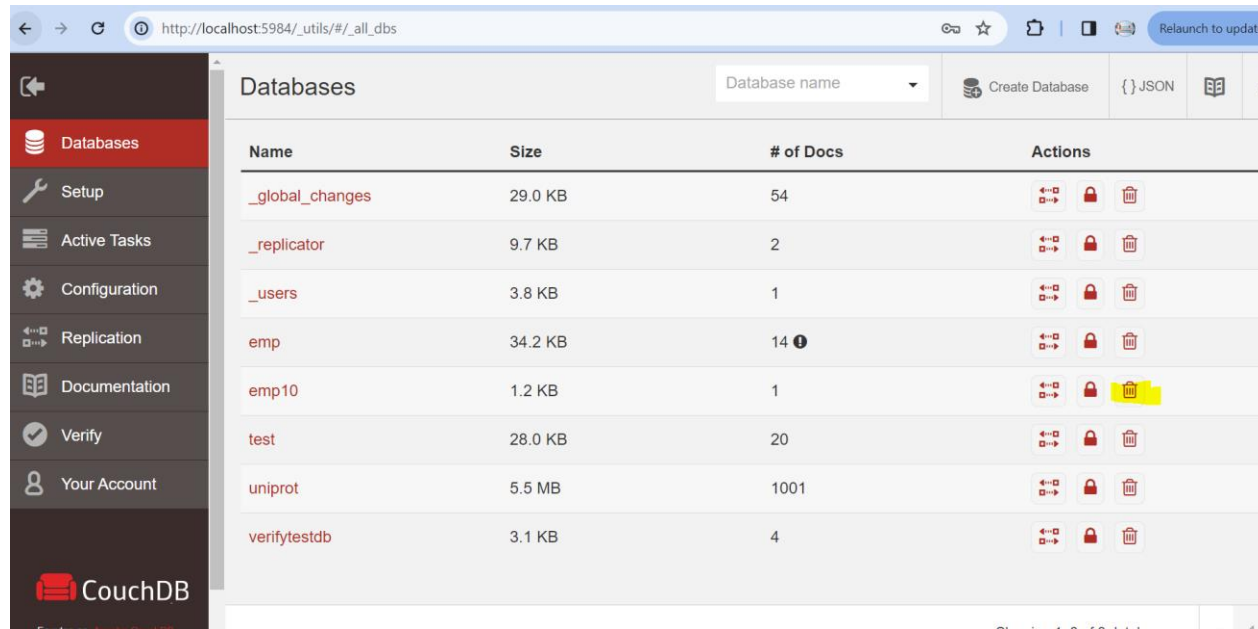 http://localhost:5984/_utils/#/_all_dbs
Relaunch to updat
Databases
Database name
Create Database
{ } JSON
Databases
Setup
Active Tasks
Configuration
Replication
Documentation
Verify
Your Account
CouchDB
Name Size # of Docs Actions
_global_changes 29.0 KB 54
_replicator 9.7 KB 2
_users 3.8 KB 1
emp 34.2 KB 14
emp10 1.2 KB 1
test 28.0 KB 20
uniprot 5.5 MB 1001
verifytestdb 3.1 KB 4